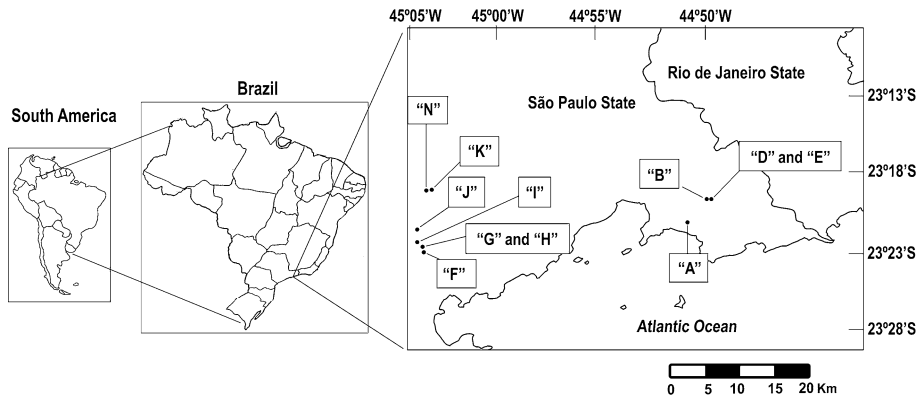 45º05'W 45º00'W 44º55'W 44º50'W
South America
Brazil
Rio de Janeiro State
São Paulo State
23º13'S
23º18'S
23º23'S
23º28'S
“N”
“K”
“J”
“I”
“G” and “H”
“F”
“B”
“D” and “E”
“A”
Atlantic Ocean
0 5 10 15 20 Km